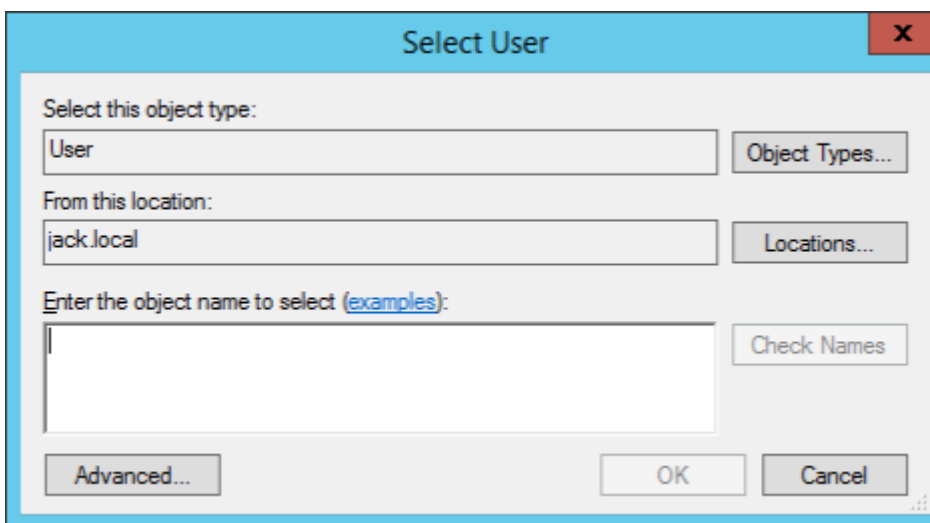 Select User
x
Select this object type:
User
Object Types...
From this location:
jack.local
Locations...
Enter the object name to select (examples):
Check Names
Advanced...
OK
Cancel